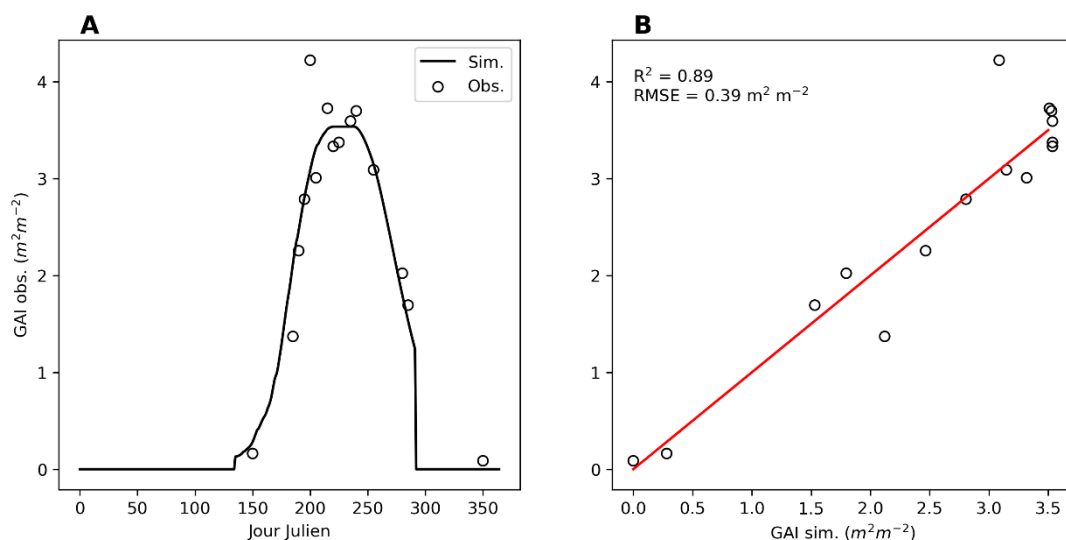 A
B
Sim.
Obs.
R² = 0.89
RMSE = 0.39 m² m⁻²
GAI obs. (m²m⁻²)
4
3
2
1
0
0 50 100 150 200 250 300 350
Jour Julien
4
3
2
1
0
0.0 0.5 1.0 1.5 2.0 2.5 3.0 3.5
GAI sim. (m²m⁻²)